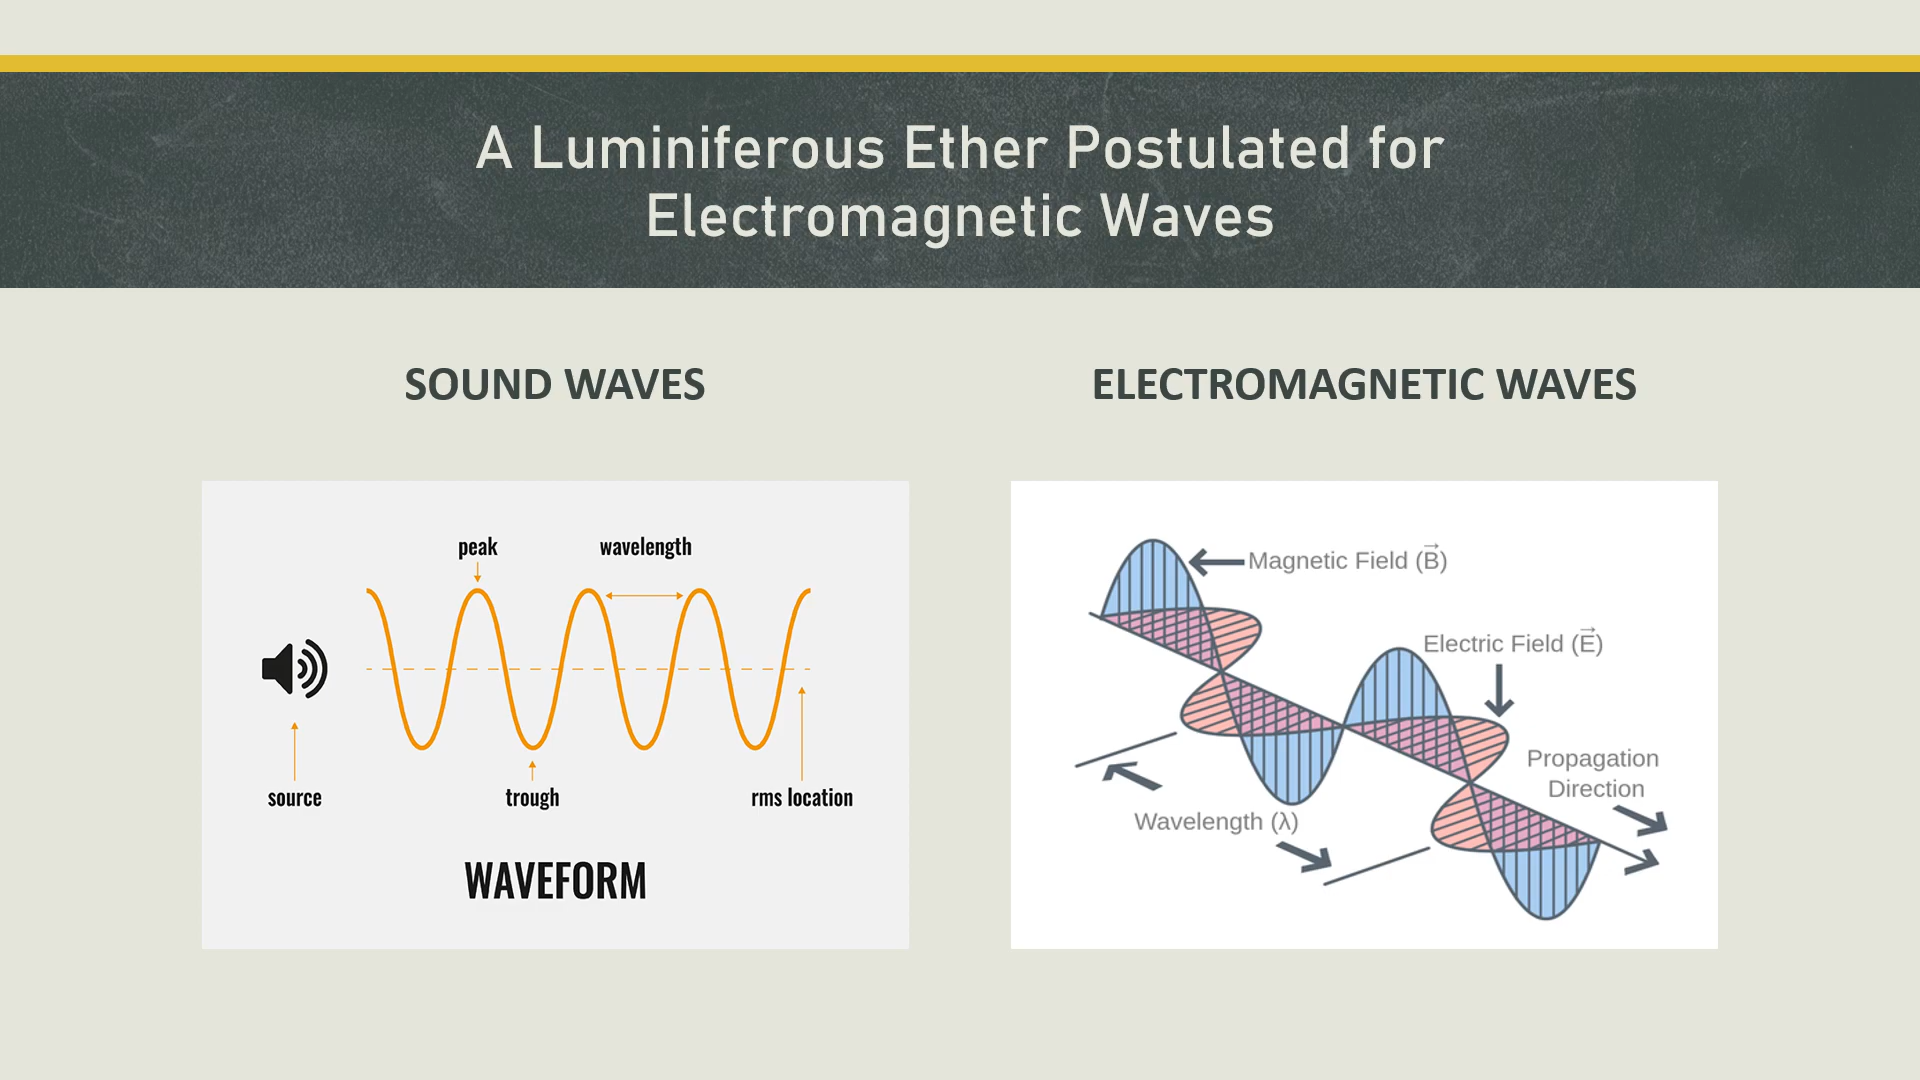 A Luminiferous Ether Postulated for
Electromagnetic Waves
SOUND WAVES
peak
wavelength
source
trough
rms location
WAVEFORM
ELECTROMAGNETIC WAVES
Magnetic Field (B⃗)
Electric Field (E⃗)
Propagation
Direction
Wavelength (λ)